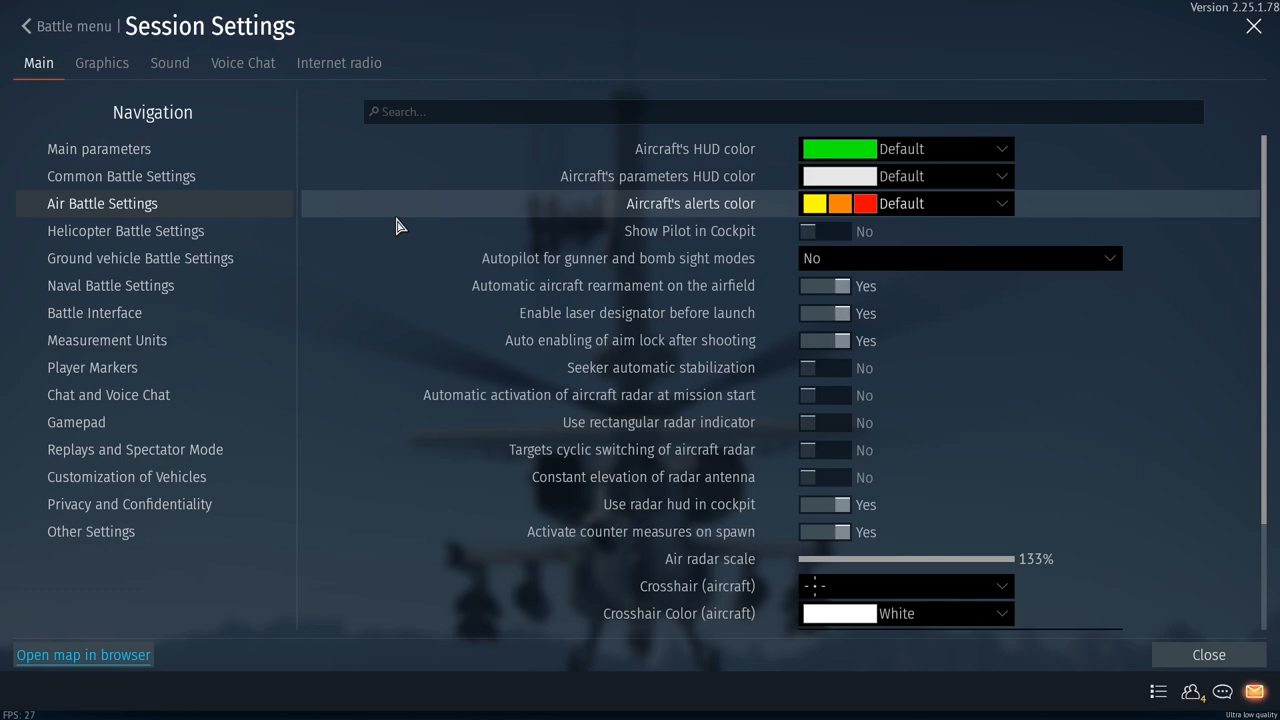 Version 2.25.1.78
Battle menu | Session Settings
Main Graphics Sound Voice Chat Internet radio
Navigation
Main parameters
Common Battle Settings
Air Battle Settings
Helicopter Battle Settings
Ground vehicle Battle Settings
Naval Battle Settings
Battle Interface
Measurement Units
Player Markers
Chat and Voice Chat
Gamepad
Replays and Spectator Mode
Customization of Vehicles
Privacy and Confidentiality
Other Settings
Search...
Aircraft's HUD color Default
Aircraft's parameters HUD color Default
Aircraft's alerts color Default
Show Pilot in Cockpit No
Autopilot for gunner and bomb sight modes No
Automatic aircraft rearmament on the airfield Yes
Enable laser designator before launch Yes
Auto enabling of aim lock after shooting Yes
Seeker automatic stabilization No
Automatic activation of aircraft radar at mission start No
Use rectangular radar indicator No
Targets cyclic switching of aircraft radar No
Constant elevation of radar antenna No
Use radar hud in cockpit Yes
Activate counter measures on spawn Yes
Air radar scale 133%
Crosshair (aircraft)
Crosshair Color (aircraft) White
Open map in browser
Close
4
FPS: 27
Ultra low quality